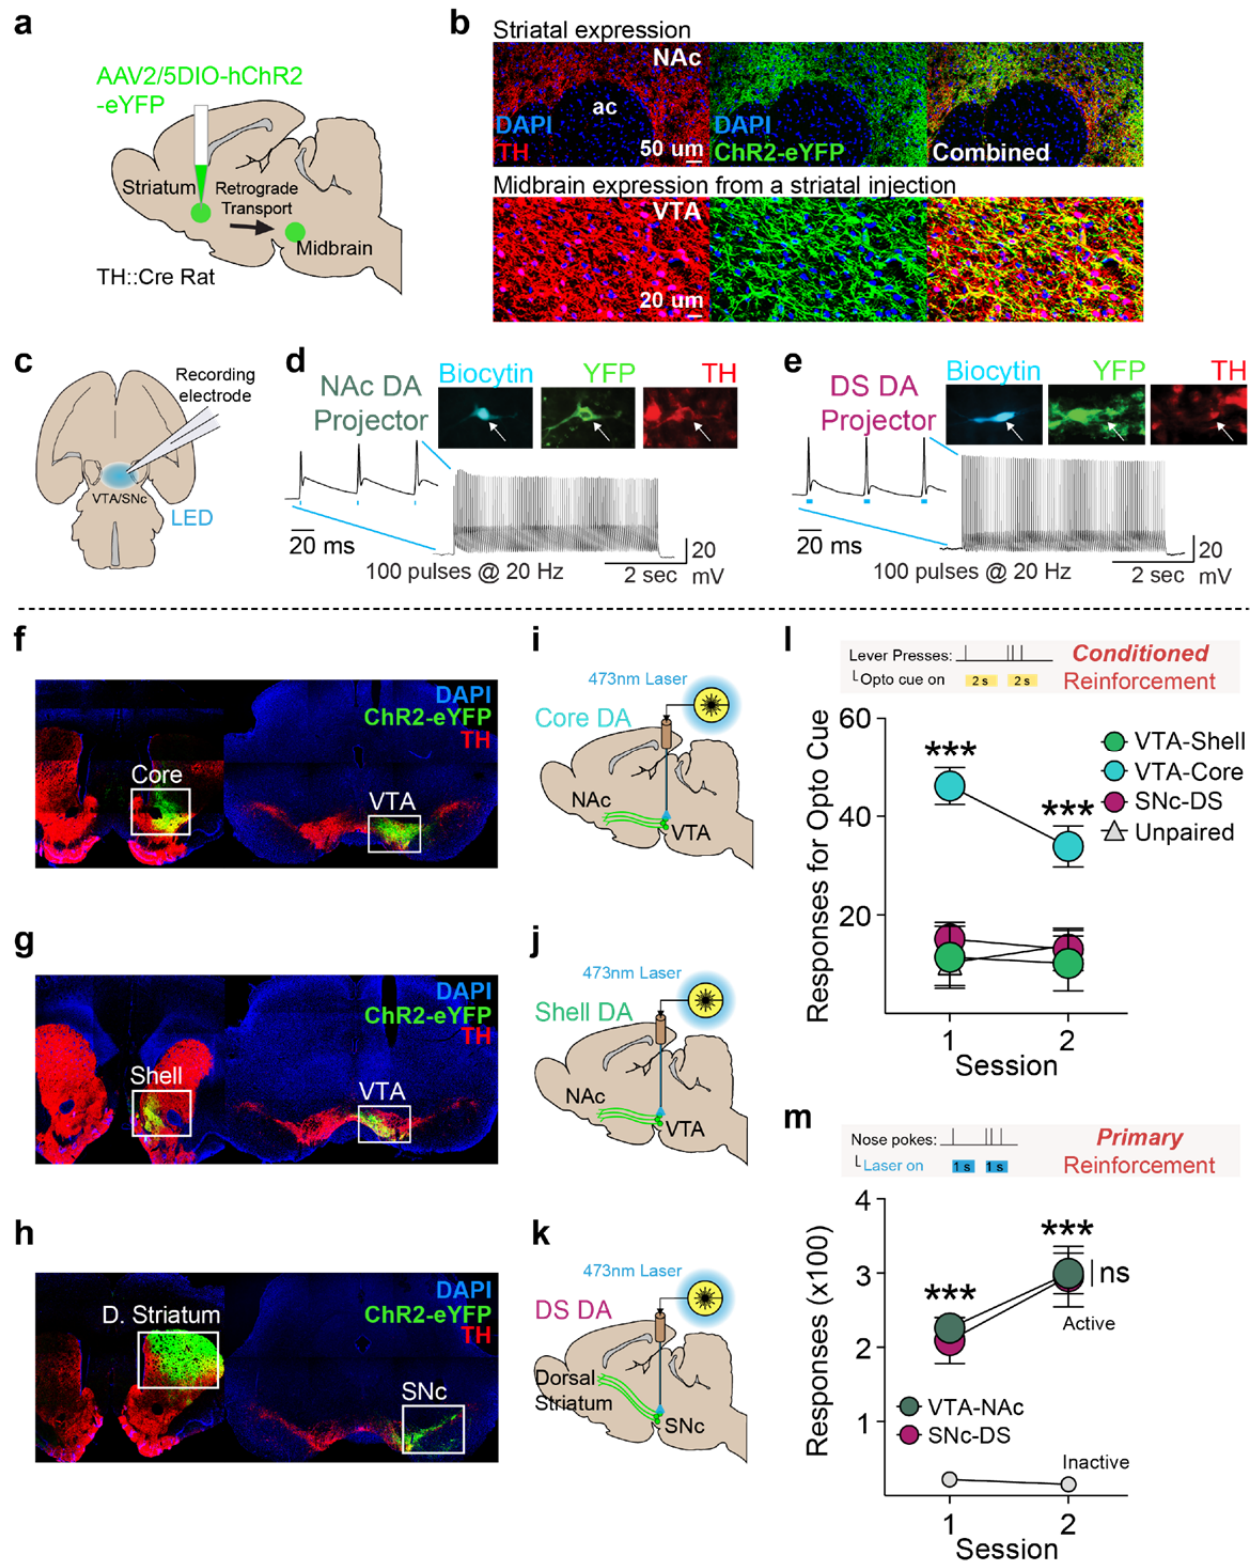 a
AAV2/5DIO-hChR2
-eYFP
Striatum
Retrograde
Transport
Midbrain
TH::Cre Rat
b
Striatal expression
NAc
ac
DAPI
TH
50 um
DAPI
ChR2-eYFP
Combined
Midbrain expression from a striatal injection
VTA
20 um
c
Recording
electrode
VTA/SNc
LED
d
NAc DA
Projector
Biocytin
YFP
TH
20 ms
100 pulses @ 20 Hz
2 sec
20
mV
e
DS DA
Projector
Biocytin
YFP
TH
20 ms
100 pulses @ 20 Hz
2 sec
20
mV
f
DAPI
ChR2-eYFP
TH
Core
VTA
g
DAPI
ChR2-eYFP
TH
Shell
VTA
h
DAPI
ChR2-eYFP
TH
D. Striatum
SNc
i
473nm Laser
Core DA
NAc
VTA
j
473nm Laser
Shell DA
NAc
VTA
k
473nm Laser
DS DA
Dorsal
Striatum
SNc
l
Lever Presses:
Opto cue on
2 s
2 s
Conditioned
Reinforcement
Responses for Opto Cue
60
40
20
***
***
VTA-Shell
VTA-Core
SNc-DS
Unpaired
1
2
Session
m
Nose pokes:
Laser on
1 s
1 s
Primary
Reinforcement
Responses (x100)
4
3
2
1
***
***
ns
Active
VTA-NAc
SNc-DS
Inactive
1
2
Session